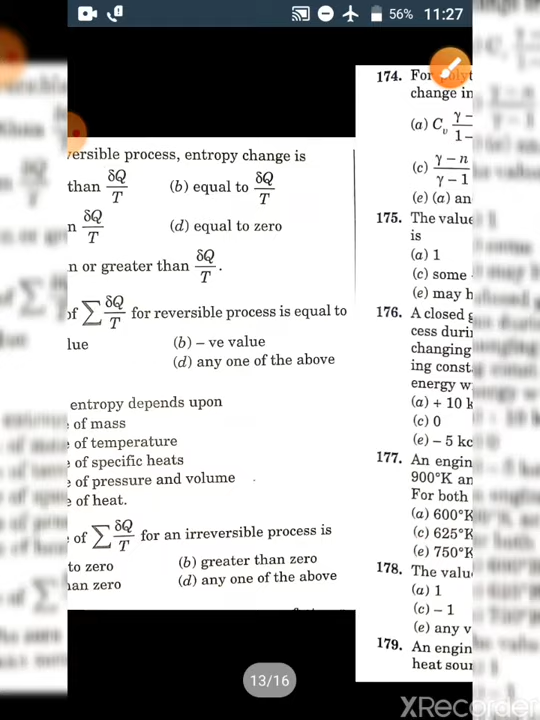 56% 11:27
versible process, entropy change is
than δQ/T (b) equal to δQ/T
n δQ/T (d) equal to zero
n or greater than δQ/T.
of ∑ δQ/T for reversible process is equal to
lue (b) – ve value
(d) any one of the above
entropy depends upon
of mass
of temperature
of specific heats
of pressure and volume
of heat.
of ∑ δQ/T for an irreversible process is
to zero (b) greater than zero
an zero (d) any one of the above
174. For
change in
(a) Cv γ –/1–
(c) γ – n/γ – 1
(e) (a) an
175. The value
is
(a) 1
(c) some
(e) may h
176. A closed
cess duri
changing
ing const
energy w
(a) + 10 k
(c) 0
(e) – 5 kc
177. An engin
900°K an
For both
(a) 600°K
(c) 625°K
(e) 750°K
178. The valu
(a) 1
(c) – 1
(e) any v
179. An engin
heat sour
13/16
XRecorder